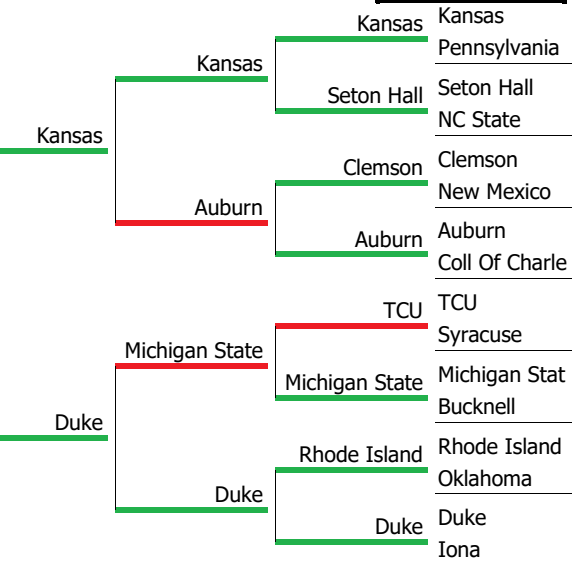 Kansas
Kansas
Pennsylvania
Kansas
Seton Hall
Seton Hall
NC State
Kansas
Clemson
Clemson
New Mexico
Auburn
Auburn
Auburn
Coll Of Charle
TCU
TCU
Syracuse
Michigan State
Michigan State
Michigan Stat
Bucknell
Duke
Rhode Island
Rhode Island
Oklahoma
Duke
Duke
Duke
Iona